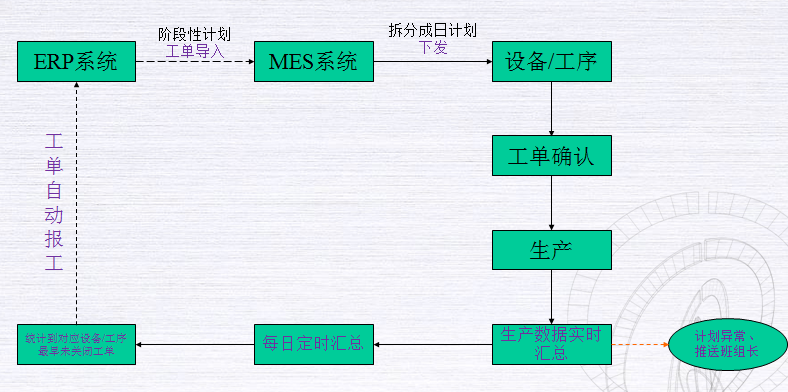 阶段性计划
工单导入
拆分成日计划
下发
ERP系统
MES系统
设备/工序
工单确认
生产
工单自动报工
统计到对应设备/工序
最早未关闭工单
每日定时汇总
生产数据实时
汇总
计划异常、
推送班组长